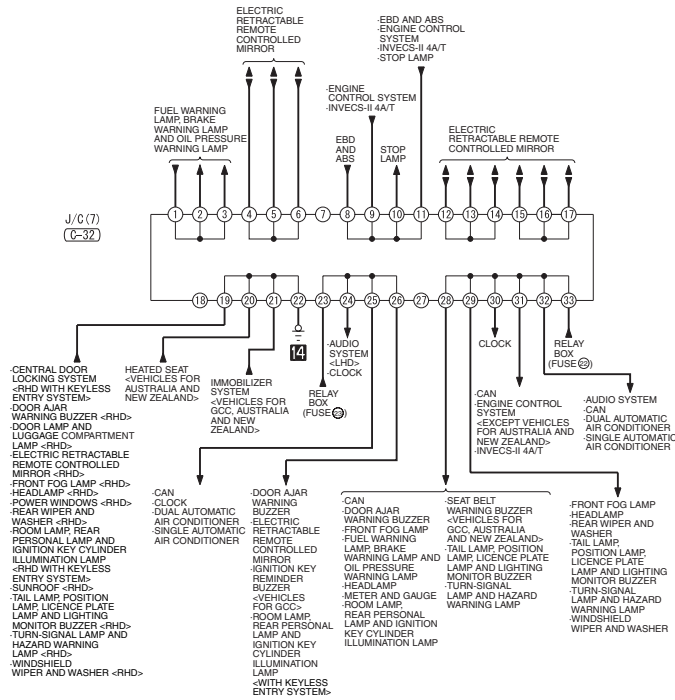 ELECTRIC
RETRACTABLE
REMOTE
CONTROLLED
MIRROR
·EBD AND ABS
·ENGINE CONTROL
SYSTEM
·INVECS-II 4A/T
·STOP LAMP
·ENGINE
CONTROL SYSTEM
·INVECS-II 4A/T
FUEL WARNING
LAMP, BRAKE
WARNING LAMP
AND OIL PRESSURE
WARNING LAMP
EBD
AND
ABS
STOP
LAMP
ELECTRIC
RETRACTABLE REMOTE
CONTROLLED MIRROR
J/C(7)
C-32
1 2 3 4 5 6 7 8 9 10 11 12 13 14 15 16 17
18 19 20 21 22 23 24 25 26 27 28 29 30 31 32 33
·CENTRAL DOOR
LOCKING SYSTEM
<RHD WITH KEYLESS
ENTRY SYSTEM>
·DOOR AJAR
WARNING BUZZER <RHD>
·DOOR LAMP AND
LUGGAGE COMPARTMENT
LAMP <RHD>
·ELECTRIC RETRACTABLE
REMOTE CONTROLLED
MIRROR <RHD>
·FRONT FOG LAMP <RHD>
·HEADLAMP <RHD>
·POWER WINDOWS <RHD>
·REAR WIPER AND
WASHER <RHD>
·ROOM LAMP, REAR
PERSONAL LAMP AND
IGNITION KEY CYLINDER
ILLUMINATION LAMP
<RHD WITH KEYLESS
ENTRY SYSTEM>
·SUNROOF <RHD>
·TAIL LAMP, POSITION
LAMP, LICENCE PLATE
LAMP AND LIGHTING
MONITOR BUZZER <RHD>
·TURN-SIGNAL LAMP AND
HAZARD WARNING
LAMP <RHD>
·WINDSHIELD
WIPER AND WASHER <RHD>
HEATED SEAT
<VEHICLES FOR
AUSTRALIA AND
NEW ZEALAND>
IMMOBILIZER
SYSTEM
<VEHICLES FOR
GCC, AUSTRALIA
AND NEW
ZEALAND>
14
RELAY
BOX
(FUSE 23)
·AUDIO
SYSTEM
<LHD>
·CLOCK
·CAN
·CLOCK
·DUAL AUTOMATIC
AIR CONDITIONER
·SINGLE AUTOMATIC
AIR CONDITIONER
·DOOR AJAR
WARNING
BUZZER
·ELECTRIC
RETRACTABLE
REMOTE
CONTROLLED
MIRROR
·IGNITION KEY
REMINDER
BUZZER
<VEHICLES
FOR GCC>
·ROOM LAMP,
REAR PERSONAL
LAMP AND
IGNITION KEY
CYLINDER
ILLUMINATION
LAMP
<WITH KEYLESS
ENTRY SYSTEM>
·CAN
·DOOR AJAR
WARNING BUZZER
·FRONT FOG LAMP
·FUEL WARNING
LAMP, BRAKE
WARNING LAMP AND
OIL PRESSURE
WARNING LAMP
·HEADLAMP
·METER AND GAUGE
·ROOM LAMP,
REAR PERSONAL
LAMP AND IGNITION
KEY CYLINDER
ILLUMINATION LAMP
·SEAT BELT
WARNING BUZZER
<VEHICLES FOR
GCC, AUSTRALIA
AND NEW ZEALAND>
·TAIL LAMP, POSITION
LAMP, LICENCE PLATE
LAMP AND LIGHTING
MONITOR BUZZER
·TURN-SIGNAL
LAMP AND HAZARD
WARNING LAMP
CLOCK
·CAN
·ENGINE CONTROL
SYSTEM
<EXCEPT VEHICLES
FOR AUSTRALIA AND
NEW ZEALAND>
·INVECS-II 4A/T
RELAY
BOX
(FUSE 22)
·AUDIO SYSTEM
·CAN
·DUAL AUTOMATIC
AIR CONDITIONER
·SINGLE AUTOMATIC
AIR CONDITIONER
·FRONT FOG LAMP
·HEADLAMP
·REAR WIPER AND
WASHER
·TAIL LAMP,
POSITION LAMP,
LICENCE PLATE
LAMP AND LIGHTING
MONITOR BUZZER
·TURN-SIGNAL
LAMP AND HAZARD
WARNING LAMP
·WINDSHIELD
WIPER AND WASHER